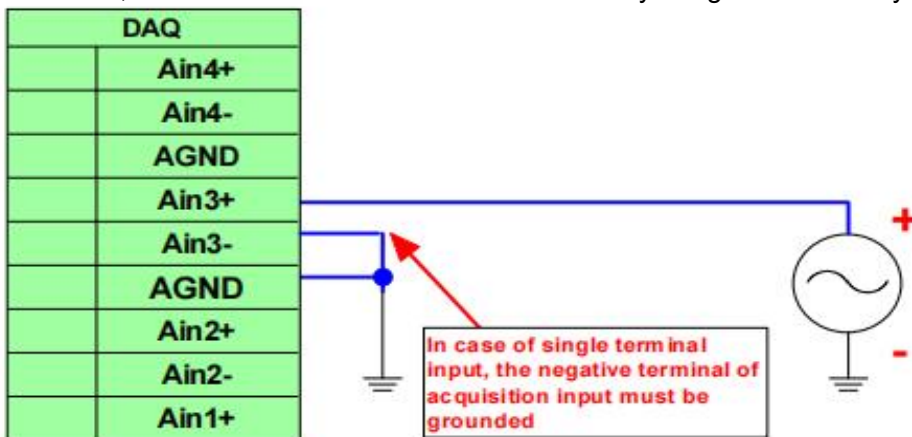 DAQ
Ain4+
Ain4-
AGND
Ain3+
Ain3-
AGND
Ain2+
Ain2-
Ain1+
+
-
In case of single terminal
input, the negative terminal of
acquisition input must be
grounded